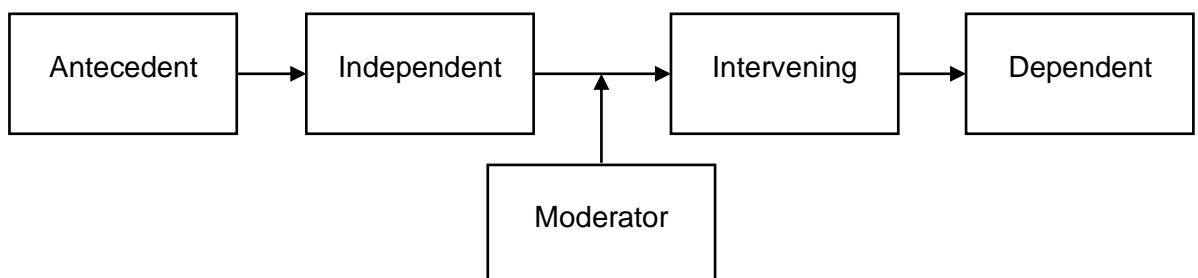 Antecedent
Independent
Intervening
Dependent
Moderator